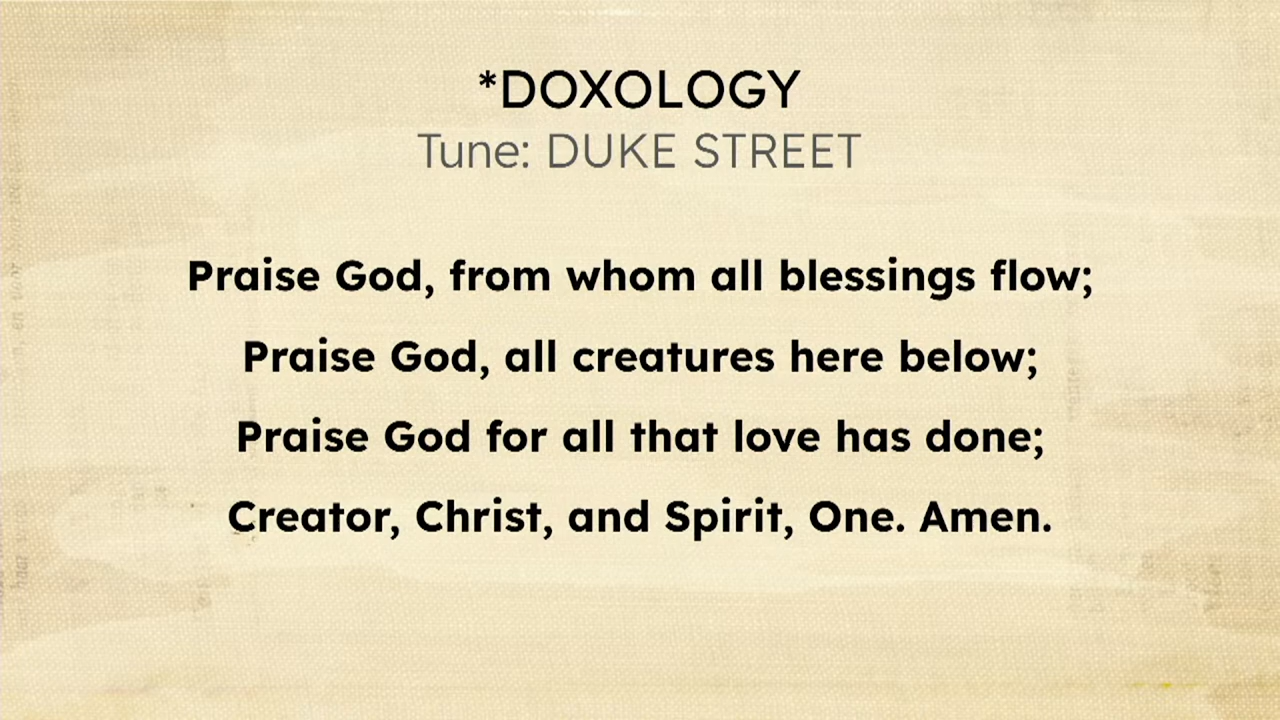 *DOXOLOGY
Tune: DUKE STREET
Praise God, from whom all blessings flow;
Praise God, all creatures here below;
Praise God for all that love has done;
Creator, Christ, and Spirit, One. Amen.